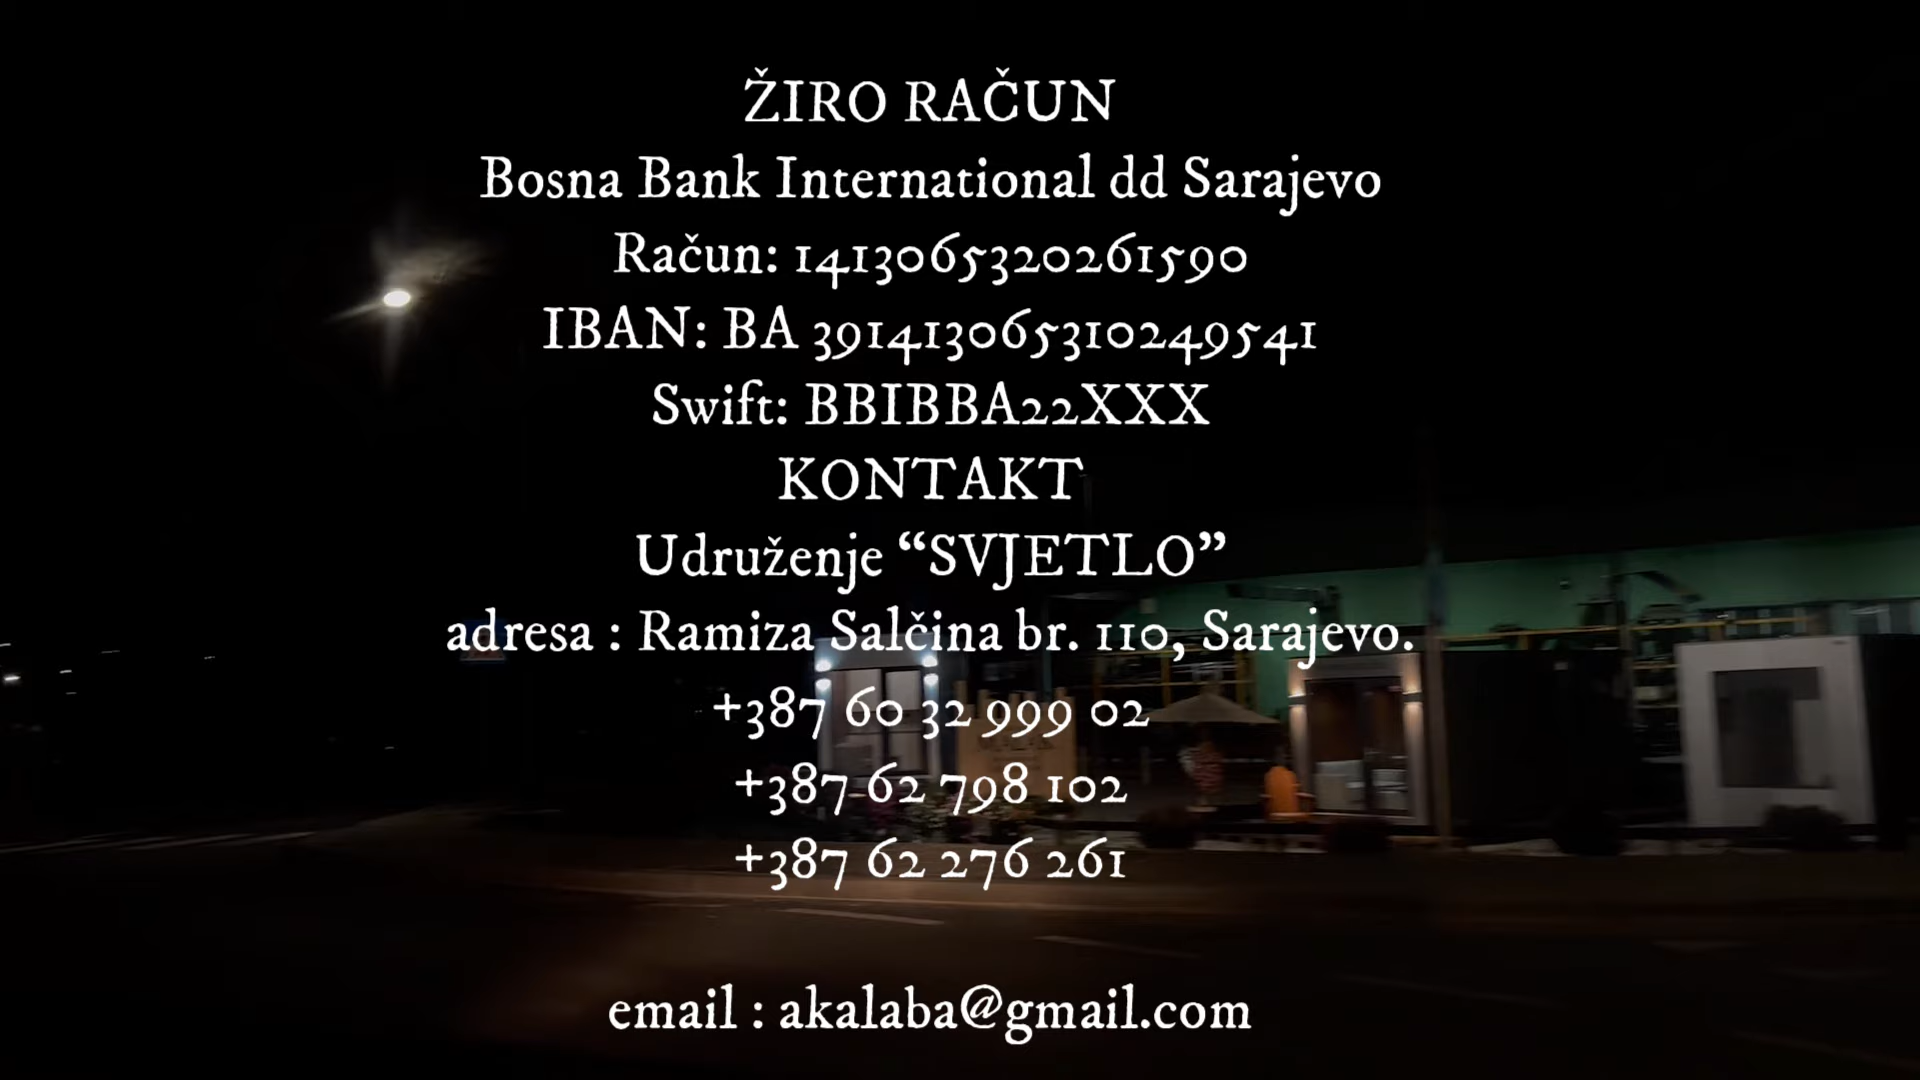 ŽIRO RAČUN
Bosna Bank International dd Sarajevo
Račun: 1413065320261590
IBAN: BA 391413065310249541
Swift: BBIBBA22XXX
KONTAKT
Udruženje “SVJETLO”
adresa : Ramiza Salčina br. 110, Sarajevo.
+387 60 32 999 02
+387 62 798 102
+387 62 276 261
email : akalaba@gmail.com